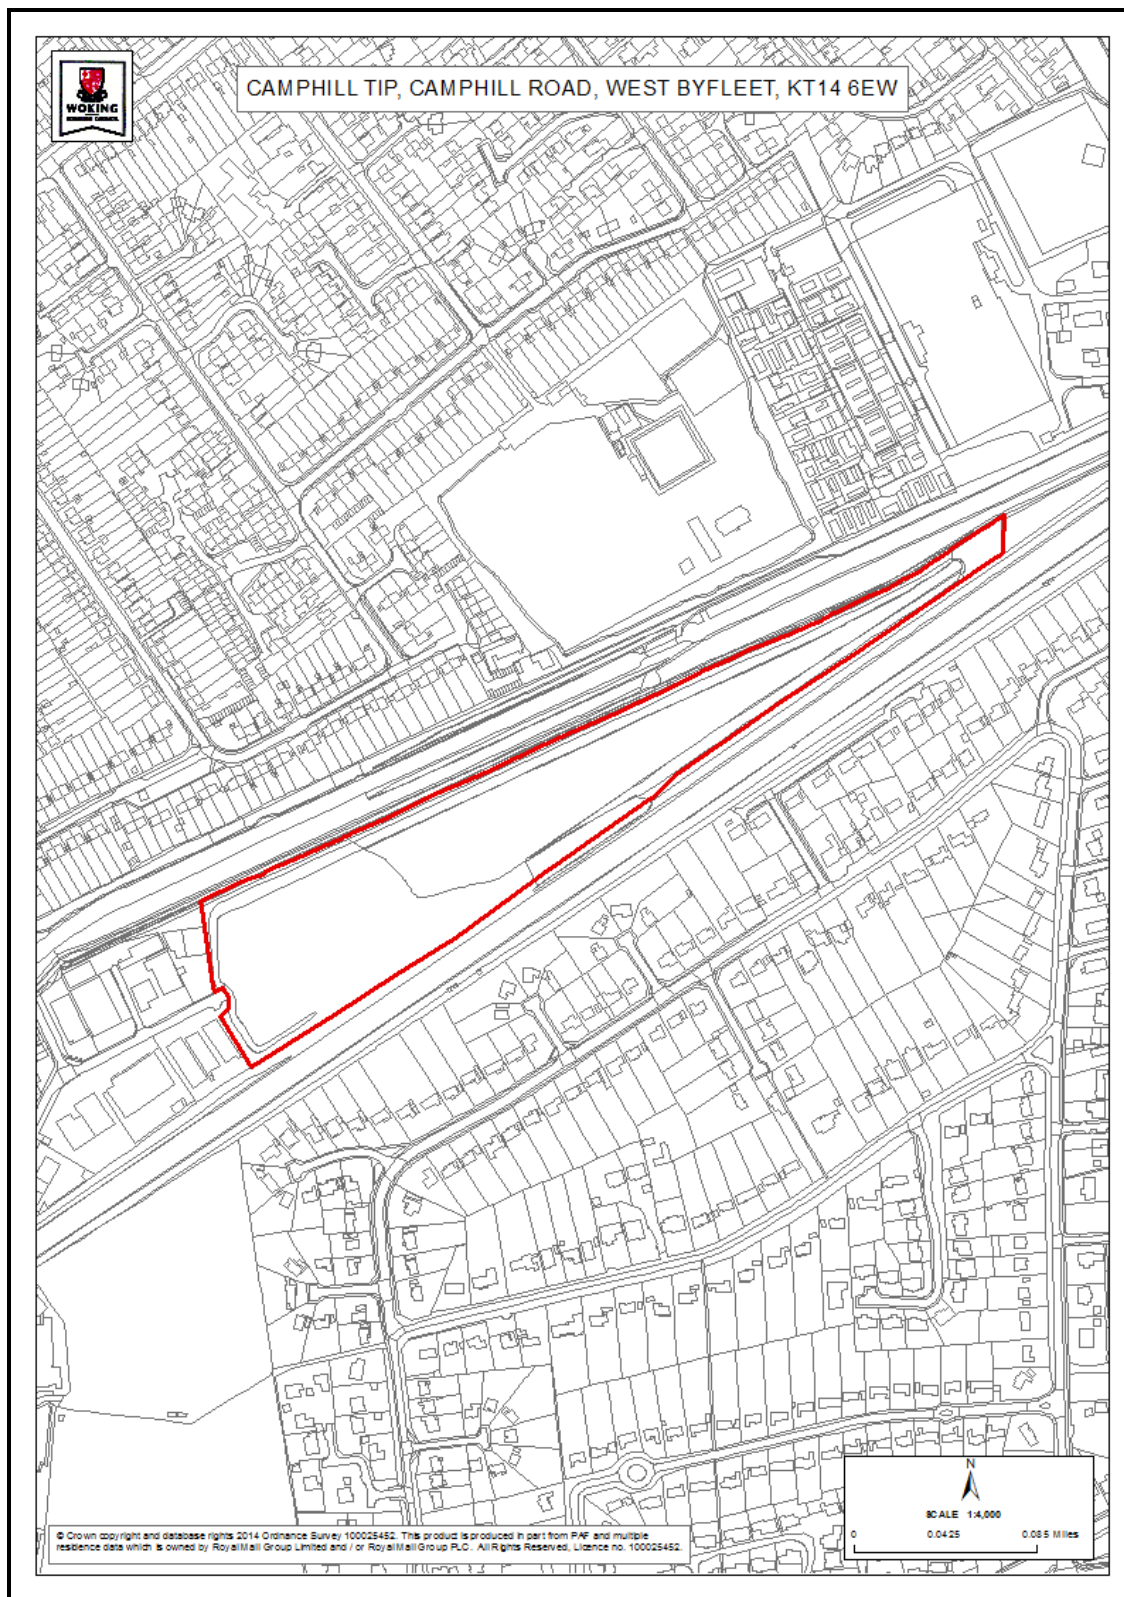 CAMPHILL TIP, CAMPHILL ROAD, WEST BYFLEET, KT14 6EW
WOKING
BOROUGH COUNCIL
N
SCALE 1:4,000
0 0.0425 0.085 Miles
© Crown copyright and database rights 2014 Ordnance Survey 100025452. This product is produced in part from PAF and multiple
residence data which is owned by Royal Mail Group Limited and / or Royal Mail Group PLC. All Rights Reserved, Licence no. 100025452.